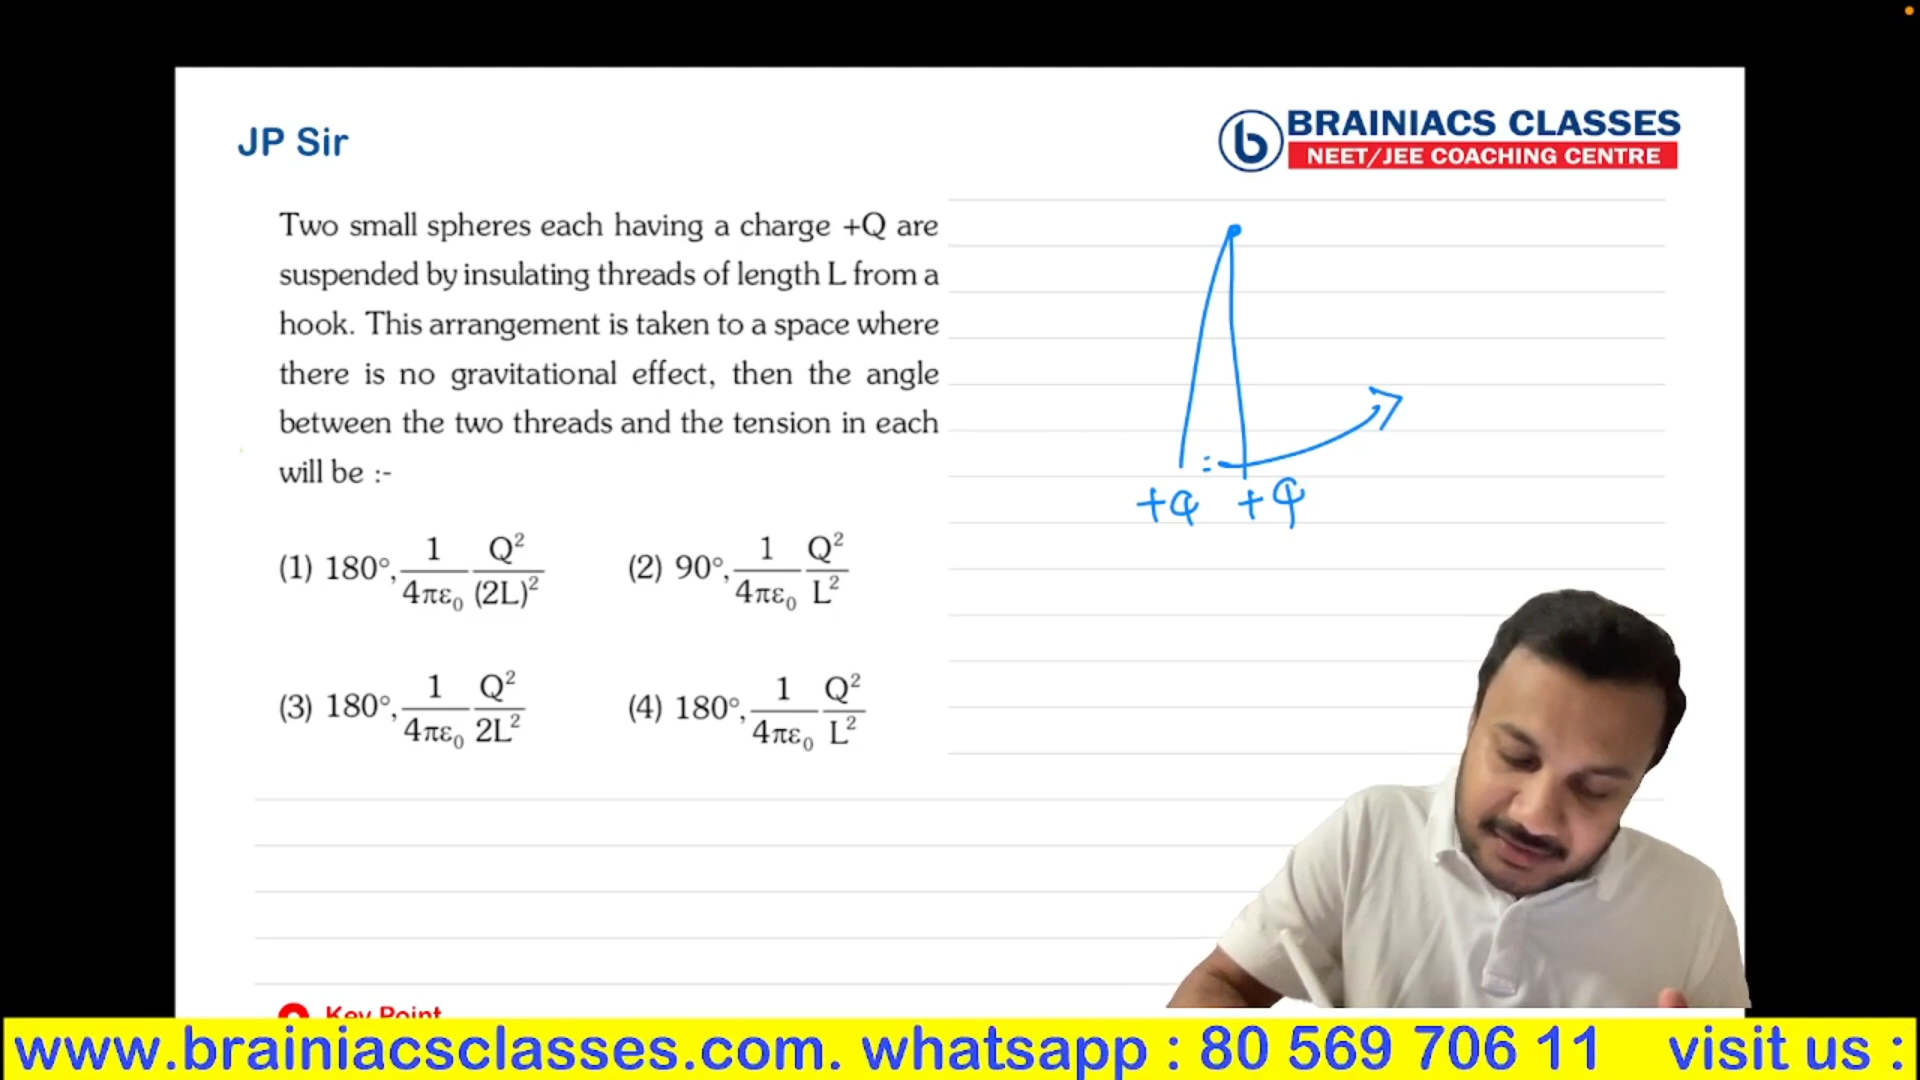 JP Sir
b BRAINIACS CLASSES
NEET/JEE COACHING CENTRE
Two small spheres each having a charge +Q are
suspended by insulating threads of length L from a
hook. This arrangement is taken to a space where
there is no gravitational effect, then the angle
between the two threads and the tension in each
will be :-
+Q +Q
(1) 180°, 1/4πε₀ Q²/(2L)² (2) 90°, 1/4πε₀ Q²/L²
(3) 180°, 1/4πε₀ Q²/2L² (4) 180°, 1/4πε₀ Q²/L²
Key Point
www.brainiacsclasses.com. whatsapp : 80 569 706 11 visit us :